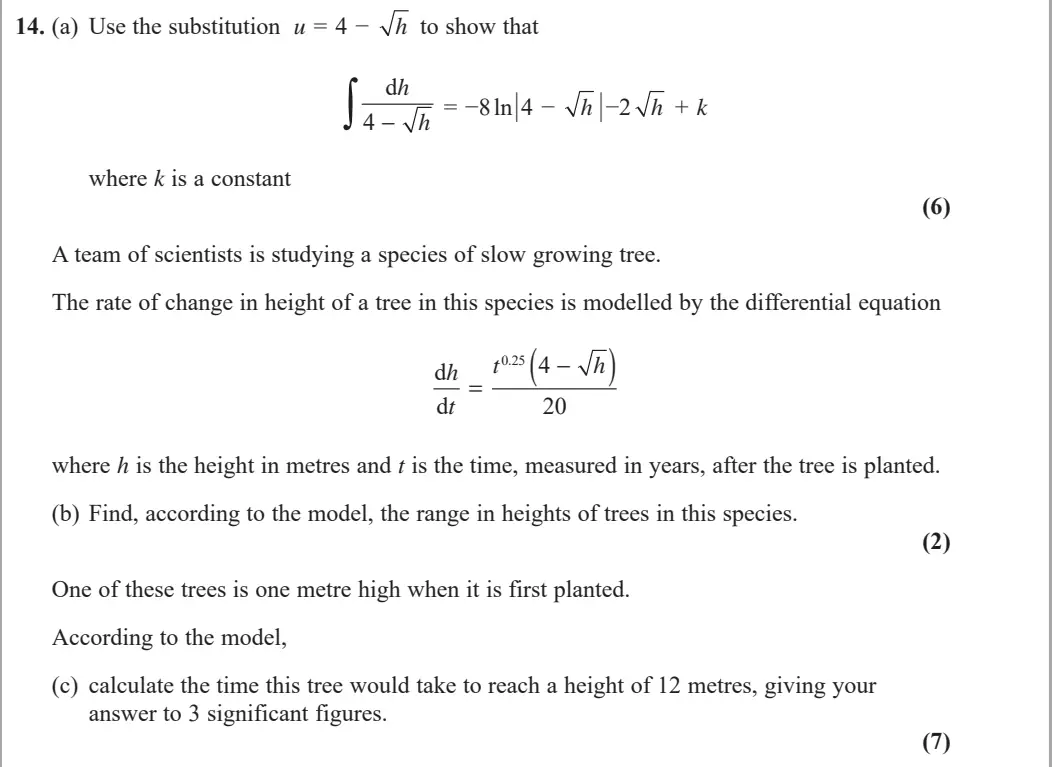 14. (a) Use the substitution u = 4 − √h to show that
∫ dh/(4 − √h) = −8 ln|4 − √h| −2√h + k
where k is a constant
(6)
A team of scientists is studying a species of slow growing tree.
The rate of change in height of a tree in this species is modelled by the differential equation
dh/dt = t^0.25 (4 − √h)/20
where h is the height in metres and t is the time, measured in years, after the tree is planted.
(b) Find, according to the model, the range in heights of trees in this species.
(2)
One of these trees is one metre high when it is first planted.
According to the model,
(c) calculate the time this tree would take to reach a height of 12 metres, giving your
answer to 3 significant figures.
(7)